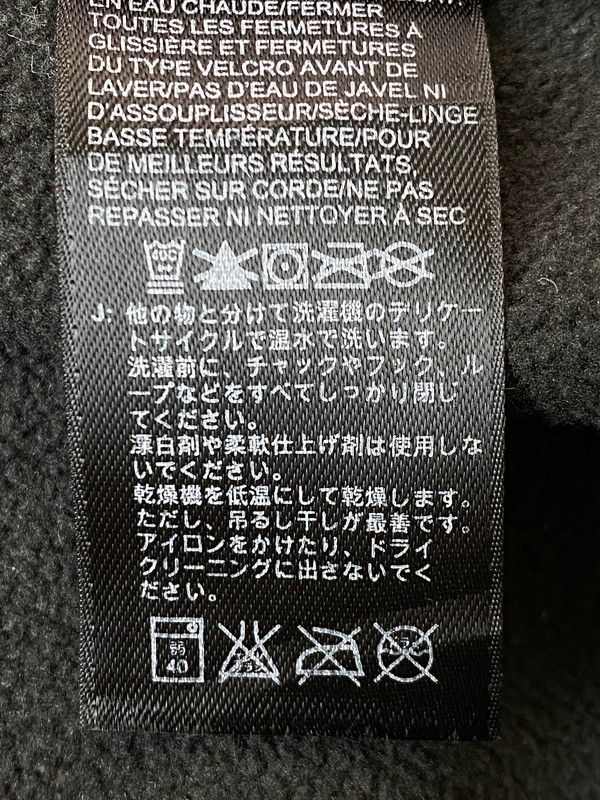 EN EAU CHAUDE/FERMER
TOUTES LES FERMETURES À
GLISSIÈRE ET FERMETURES
DU TYPE VELCRO AVANT DE
LAVER/PAS D'EAU DE JAVEL NI
D'ASSOUPLISSEUR/SÈCHE-LINGE
BASSE TEMPÉRATURE/POUR
DE MEILLEURS RÉSULTATS,
SÉCHER SUR CORDE/NE PAS
REPASSER NI NETTOYER À SEC
40C
J: 他の物と分けて洗濯機のデリケー
トサイクルで温水で洗います。
洗濯前に、チャックやフック、ル
ープなどをすべてしっかり閉じ
てください。
漂白剤や柔軟仕上げ剤は使用しな
いでください。
乾燥機を低温にして乾燥します。
ただし、吊るし干しが最善です。
アイロンをかけたり、ドライ
クリーニングに出さないでく
ださい。
弱
40